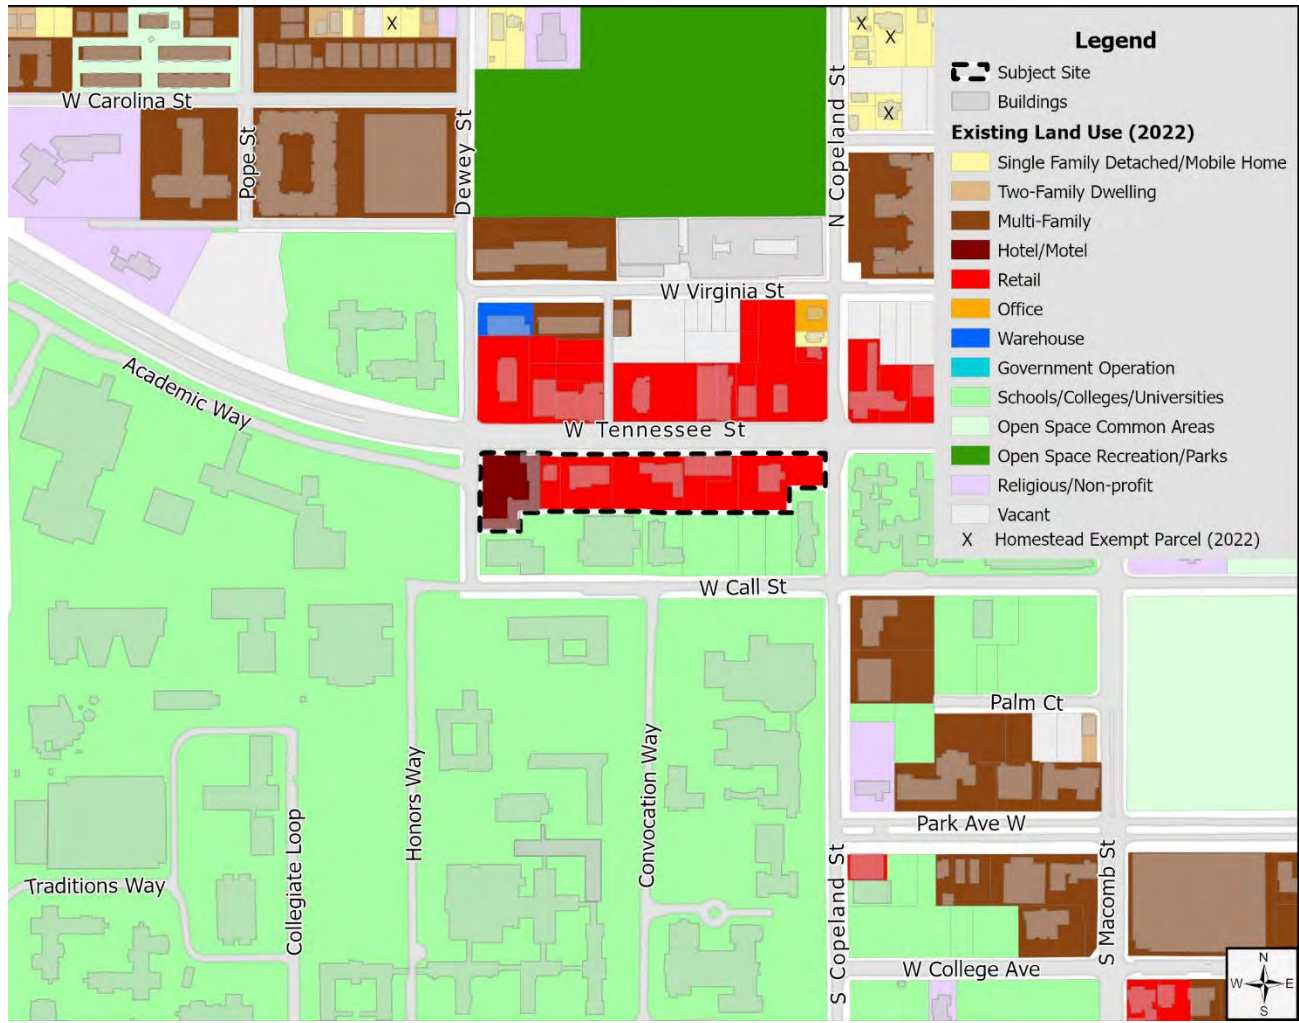 X
X
X
X
W Carolina St
Pope St
Dewey St
N Copeland St
W Virginia St
Academic Way
W Tennessee St
W Call St
Palm Ct
Honors Way
Convocation Way
Collegiate Loop
Traditions Way
Park Ave W
S Copeland St
S Macomb St
W College Ave
Legend
Subject Site
Buildings
Existing Land Use (2022)
Single Family Detached/Mobile Home
Two-Family Dwelling
Multi-Family
Hotel/Motel
Retail
Office
Warehouse
Government Operation
Schools/Colleges/Universities
Open Space Common Areas
Open Space Recreation/Parks
Religious/Non-profit
Vacant
X Homestead Exempt Parcel (2022)
N
W E
S